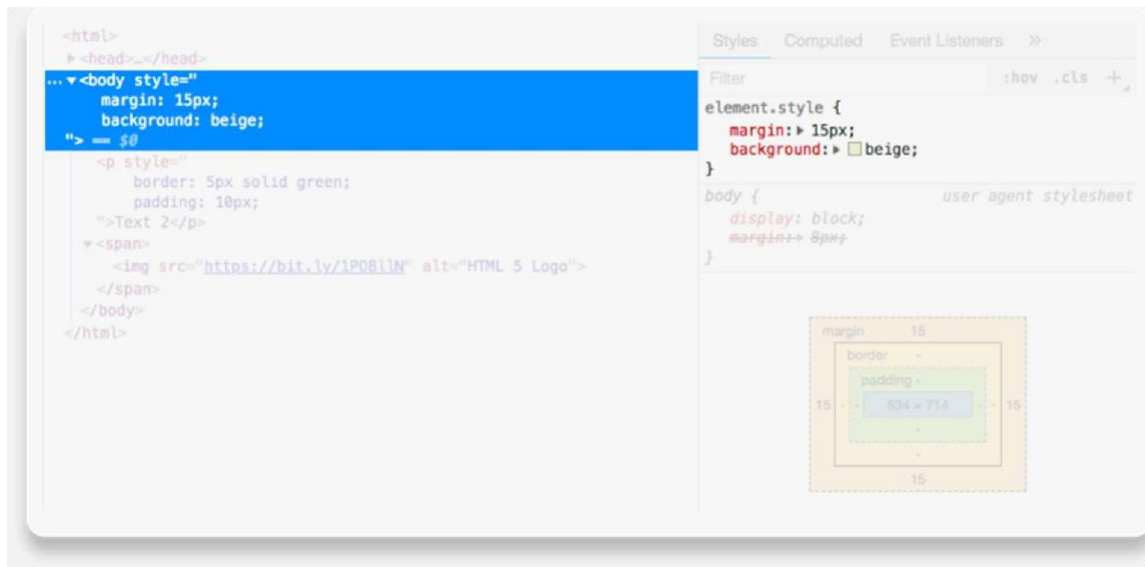 <html>
▶<head>…</head>
... ▼<body style="
margin: 15px;
background: beige;
"> == $0
<p style="
border: 5px solid green;
padding: 10px;
">Text 2</p>
▼<span>
<img src="https://bit.ly/1PO8llN" alt="HTML 5 Logo">
</span>
</body>
</html>
Styles Computed Event Listeners »
Filter :hov .cls +
element.style {
margin:▶ 15px;
background:▶ beige;
}
body { user agent stylesheet
display: block;
margin:▶ 8px;
}
margin 15
border -
padding -
15 - - 534 × 714 - - 15
-
-
15